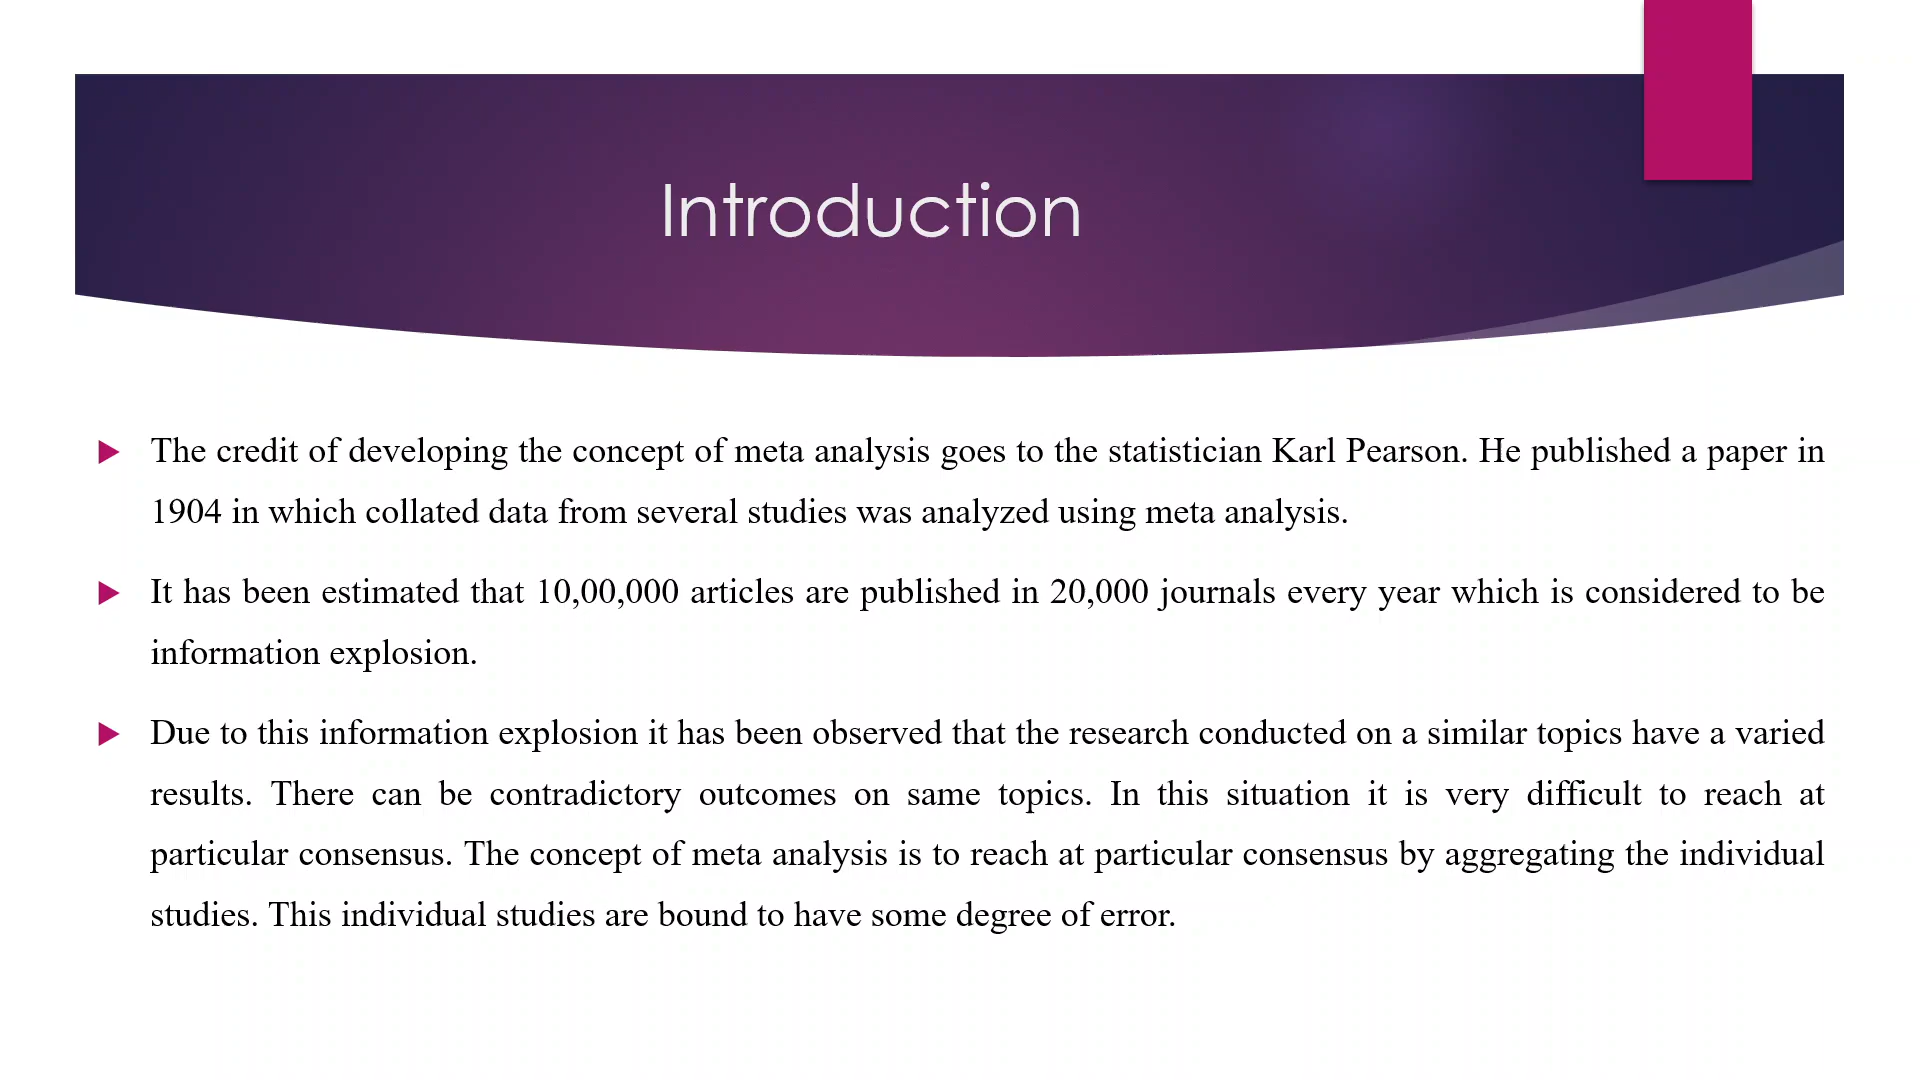 Introduction
The credit of developing the concept of meta analysis goes to the statistician Karl Pearson. He published a paper in
1904 in which collated data from several studies was analyzed using meta analysis.
It has been estimated that 10,00,000 articles are published in 20,000 journals every year which is considered to be
information explosion.
Due to this information explosion it has been observed that the research conducted on a similar topics have a varied
results. There can be contradictory outcomes on same topics. In this situation it is very difficult to reach at
particular consensus. The concept of meta analysis is to reach at particular consensus by aggregating the individual
studies. This individual studies are bound to have some degree of error.